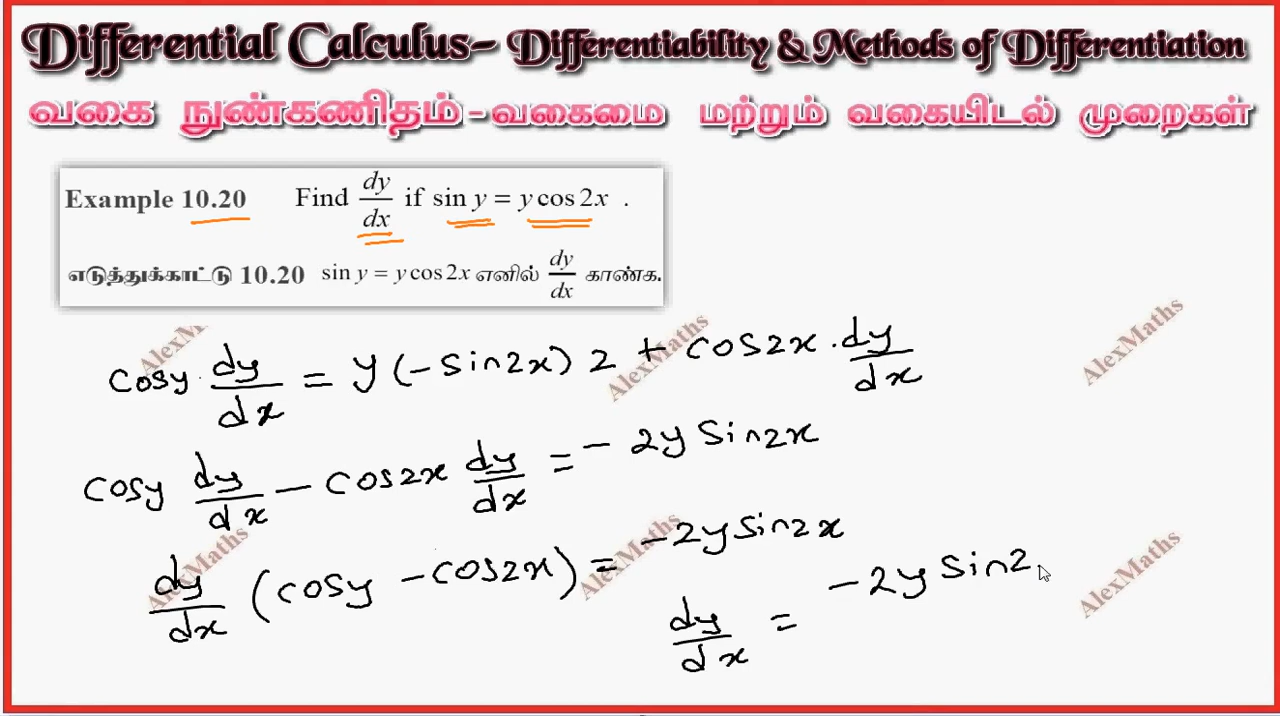 Differential Calculus- Differentiability & Methods of Differentiation
வகை நுண்கணிதம் - வகைமை மற்றும் வகையிடல் முறைகள்
Example 10.20 Find dy/dx if sin y = y cos 2x .
எடுத்துக்காட்டு 10.20 sin y = y cos 2x எனில் dy/dx காண்க.
AlexMaths AlexMaths AlexMaths
cosy . dy/dx = y (-sin2x) 2 + cos2x . dy/dx
cosy dy/dx - cos2x dy/dx = - 2y sin2x
AlexMaths AlexMaths AlexMaths
dy/dx (cosy - cos2x) = -2y sin2x
dy/dx = -2y sin2